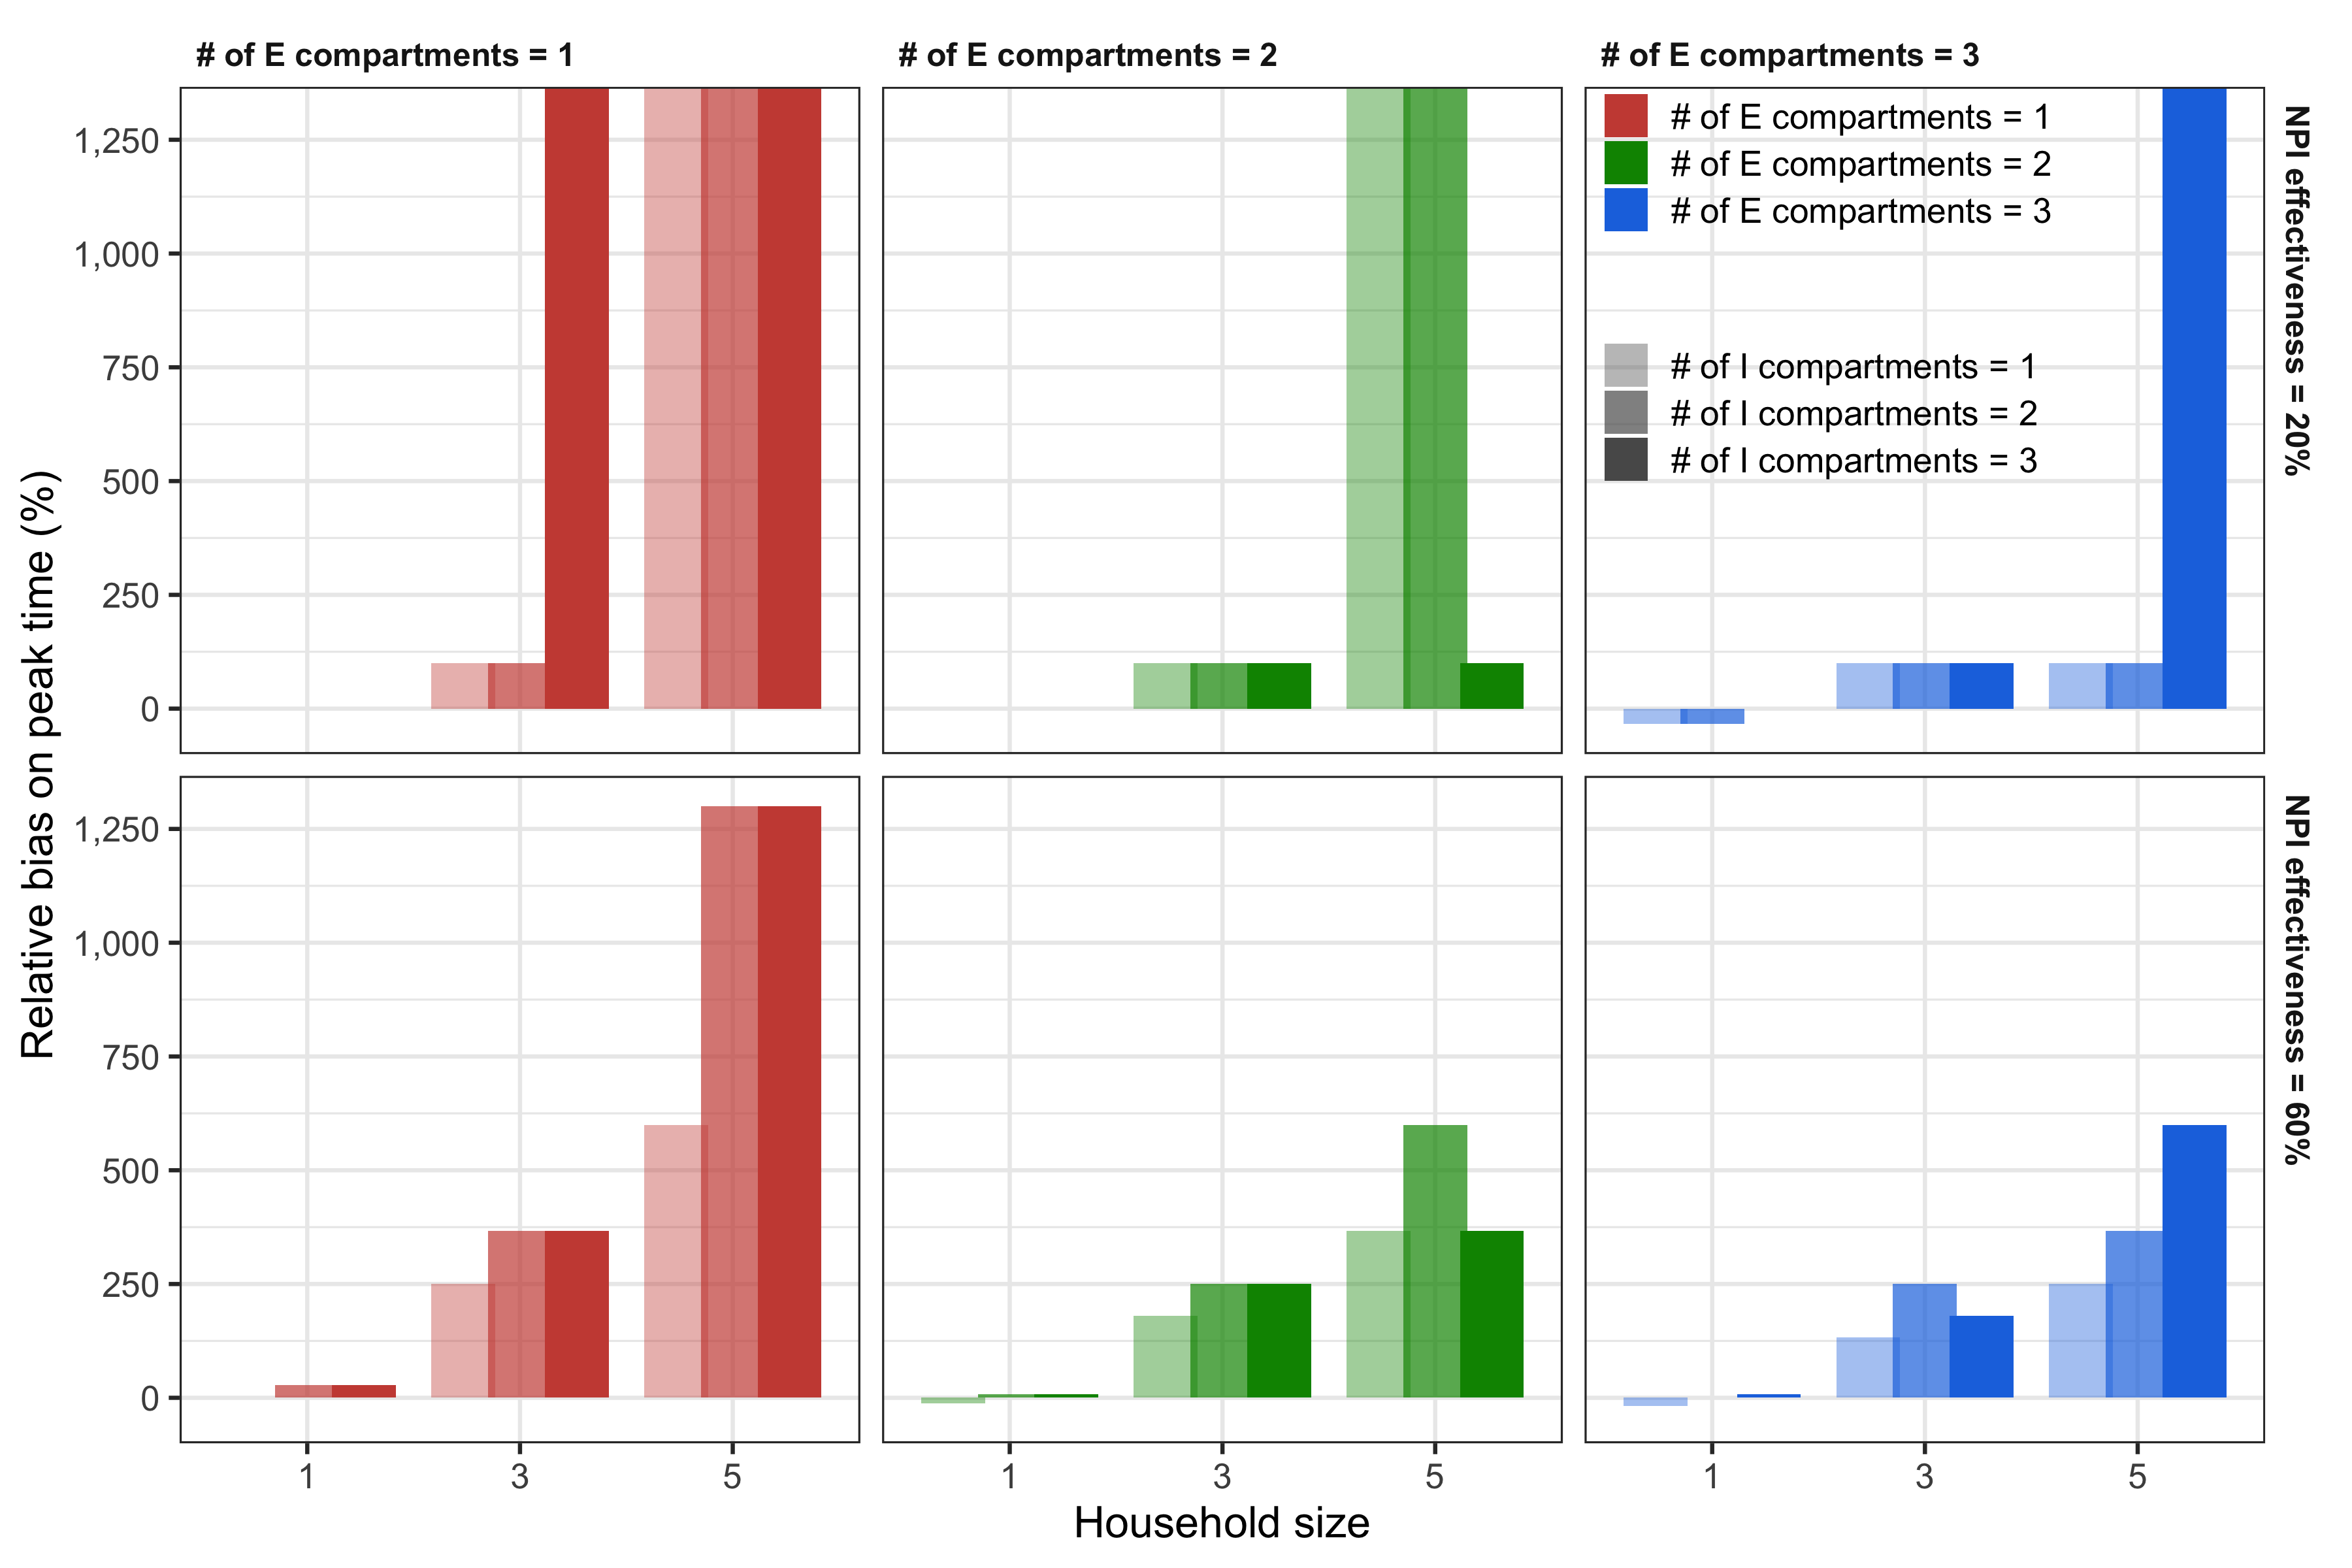 # of E compartments = 1
# of E compartments = 2
# of E compartments = 3
# of E compartments = 1
# of E compartments = 2
# of E compartments = 3
# of I compartments = 1
# of I compartments = 2
# of I compartments = 3
NPI effectiveness = 20%
NPI effectiveness = 60%
Relative bias on peak time (%)
1,250
1,000
750
500
250
0
1,250
1,000
750
500
250
0
1 3 5
1 3 5
1 3 5
Household size